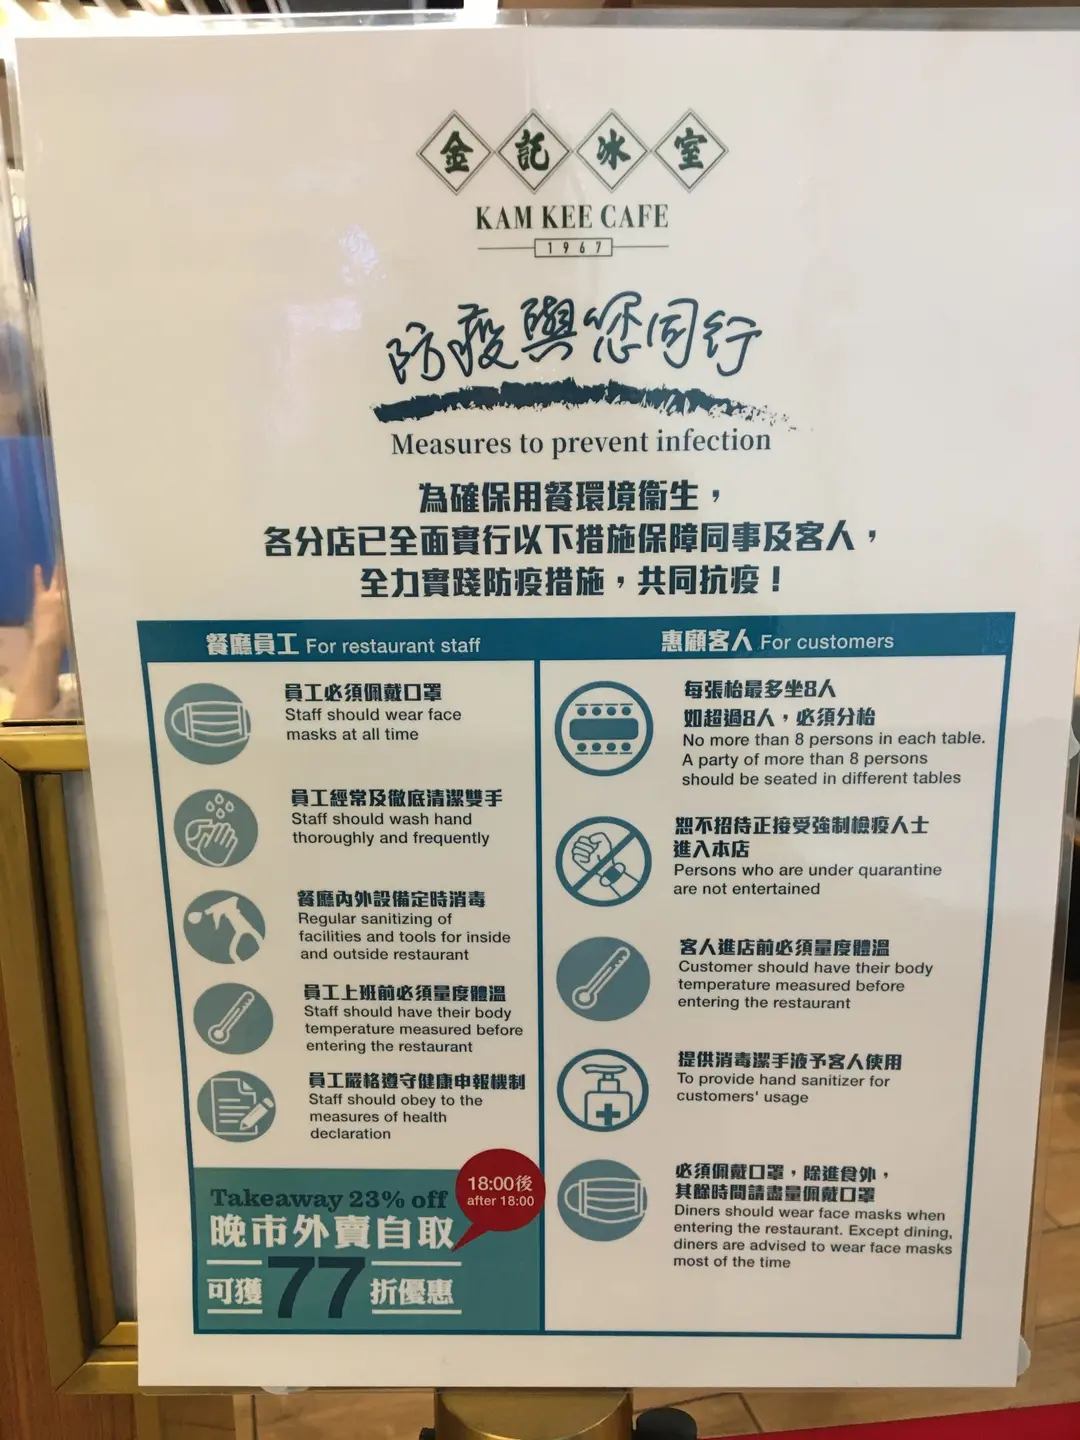 金記冰室
KAM KEE CAFE
1967
防疫與您同行
Measures to prevent infection
為確保用餐環境衞生，
各分店已全面實行以下措施保障同事及客人，
全力實踐防疫措施，共同抗疫！
餐廳員工 For restaurant staff
員工必須佩戴口罩
Staff should wear face
masks at all time
員工經常及徹底清潔雙手
Staff should wash hand
thoroughly and frequently
餐廳內外設備定時消毒
Regular sanitizing of
facilities and tools for inside
and outside restaurant
員工上班前必須量度體溫
Staff should have their body
temperature measured before
entering the restaurant
員工嚴格遵守健康申報機制
Staff should obey to the
measures of health
declaration
Takeaway 23% off
18:00後
after 18:00
晚市外賣自取
可獲77折優惠
惠顧客人 For customers
每張枱最多坐8人
如超過8人，必須分枱
No more than 8 persons in each table.
A party of more than 8 persons
should be seated in different tables
恕不招待正接受強制檢疫人士
進入本店
Persons who are under quarantine
are not entertained
客人進店前必須量度體溫
Customer should have their body
temperature measured before
entering the restaurant
提供消毒潔手液予客人使用
To provide hand sanitizer for
customers' usage
必須佩戴口罩，除進食外，
其餘時間請盡量佩戴口罩
Diners should wear face masks when
entering the restaurant. Except dining,
diners are advised to wear face masks
most of the time